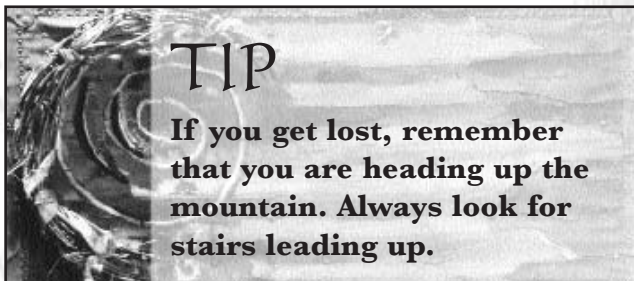 TIP
If you get lost, remember
that you are heading up the
mountain. Always look for
stairs leading up.